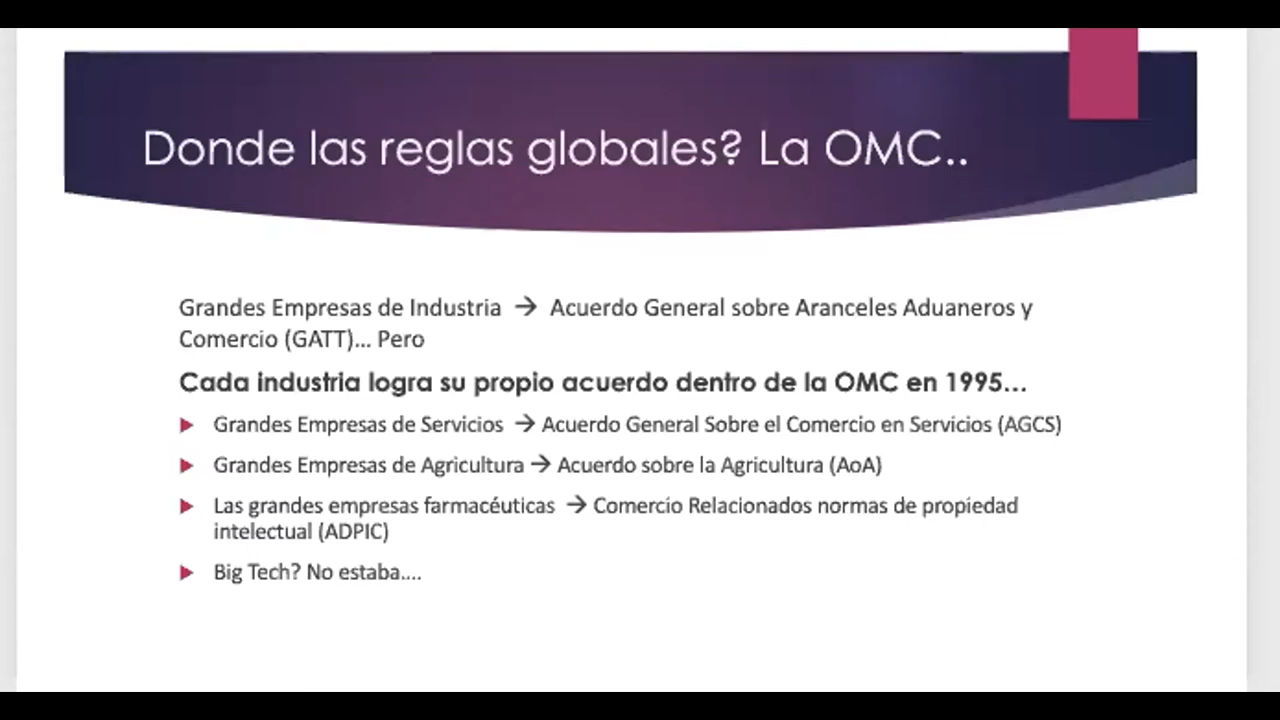 Donde las reglas globales? La OMC..
Grandes Empresas de Industria → Acuerdo General sobre Aranceles Aduaneros y
Comercio (GATT)... Pero
Cada industria logra su propio acuerdo dentro de la OMC en 1995...
Grandes Empresas de Servicios → Acuerdo General Sobre el Comercio en Servicios (AGCS)
Grandes Empresas de Agricultura → Acuerdo sobre la Agricultura (AoA)
Las grandes empresas farmacéuticas → Comercio Relacionados normas de propiedad
intelectual (ADPIC)
Big Tech? No estaba....